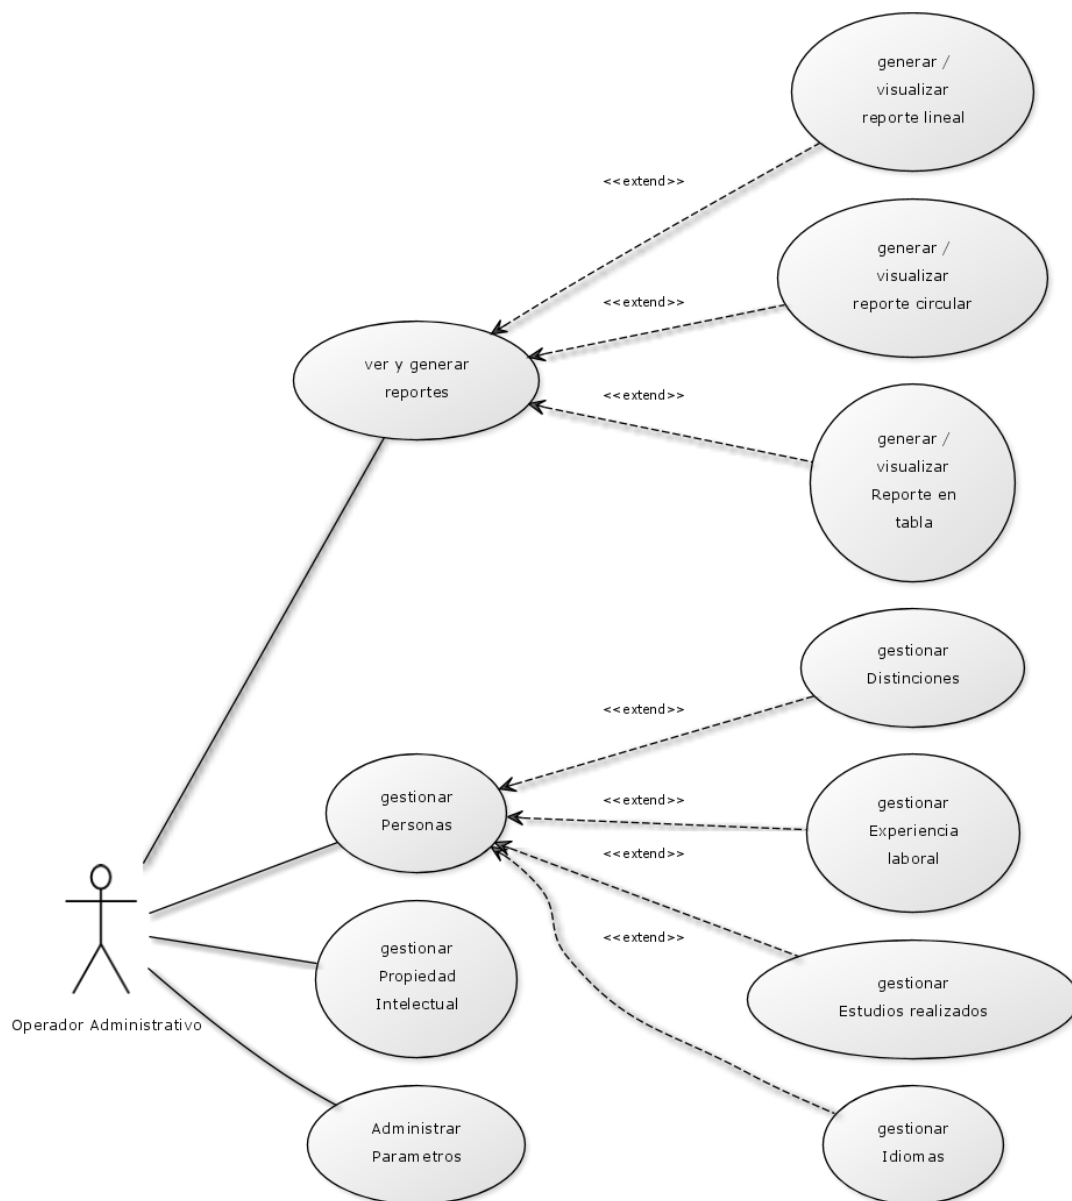 generar /
visualizar
reporte lineal
<<extend>>
generar /
visualizar
reporte circular
<<extend>>
ver y generar
reportes
<<extend>>
generar /
visualizar
Reporte en
tabla
gestionar
Distinciones
<<extend>>
gestionar
Personas
<<extend>>
gestionar
Experiencia
laboral
<<extend>>
gestionar
Propiedad
Intelectual
<<extend>>
gestionar
Estudios realizados
Operador Administrativo
Administrar
Parametros
gestionar
Idiomas